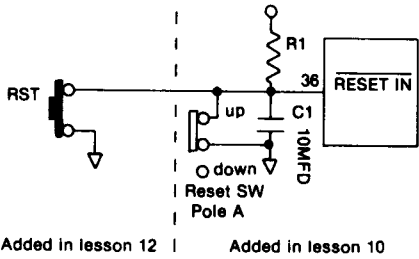 R1
36
RESET IN
RST
up
C1
10MFD
down
Reset SW
Pole A
Added in lesson 12
Added in lesson 10